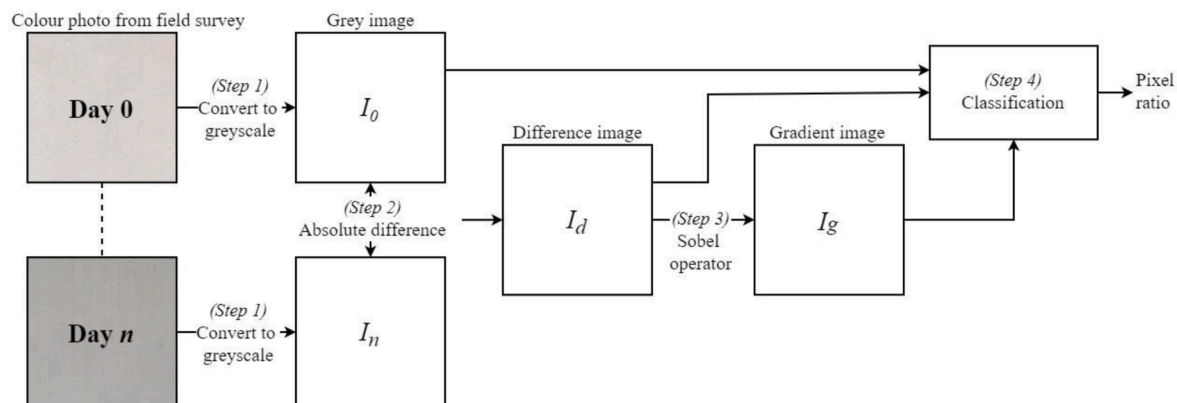 Colour photo from field survey
Grey image
Day 0
(Step 1)
Convert to
greyscale
I0
(Step 4)
Classification
Pixel
ratio
Difference image
Gradient image
(Step 2)
Absolute difference
Id
(Step 3)
Sobel
operator
Ig
Day n
(Step 1)
Convert to
greyscale
In